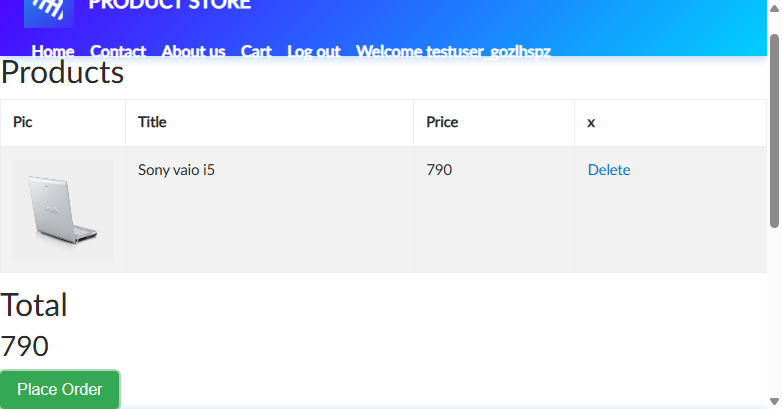 PRODUCT STORE
Home Contact About us Cart Log out Welcome testuser_gozlhspz
Products
Pic Title Price x
Sony vaio i5 790 Delete
Total
790
Place Order